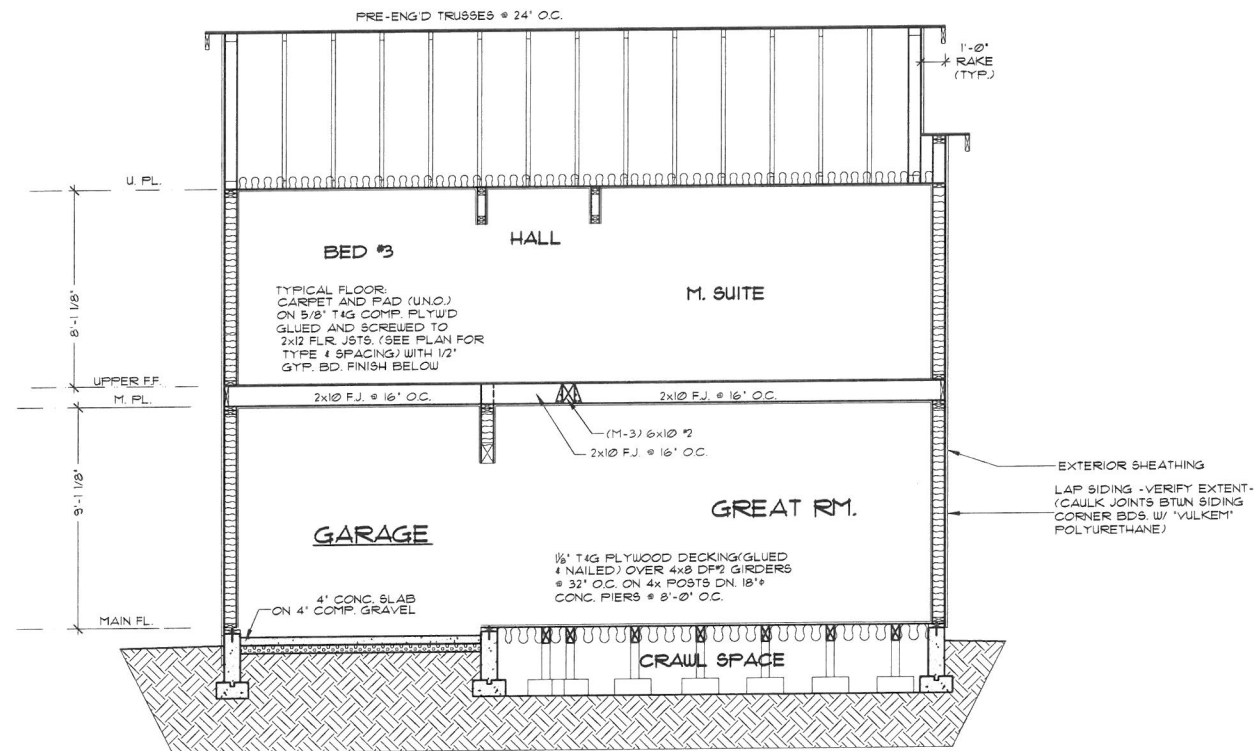 PRE-ENG'D TRUSSES @ 24" O.C.
1'-0"
RAKE
(TYP.)
U. PL.
8'-1 1/8"
BED #3
HALL
M. SUITE
TYPICAL FLOOR:
CARPET AND PAD (U.N.O.)
ON 5/8" T&G COMP. PLYW'D
GLUED AND SCREWED TO
2x12 FLR. JSTS. (SEE PLAN FOR
TYPE & SPACING) WITH 1/2"
GYP. BD. FINISH BELOW
UPPER F.F.
M. PL.
2x10 F.J. @ 16" O.C.
2x10 F.J. @ 16" O.C.
(M-3) 6x10 #2
2x10 F.J. @ 16" O.C.
9'-1 1/8"
EXTERIOR SHEATHING
LAP SIDING -VERIFY EXTENT-
(CAULK JOINTS BTWN SIDING
CORNER BDS. W/ "VULKEM"
POLYURETHANE)
GREAT RM.
GARAGE
1⅛" T&G PLYWOOD DECKING(GLUED
& NAILED) OVER 4x8 DF#2 GIRDERS
@ 32" O.C. ON 4x POSTS ON 18"ϕ
CONC. PIERS @ 8'-0" O.C.
4" CONC. SLAB
ON 4" COMP. GRAVEL
MAIN FL.
CRAWL SPACE